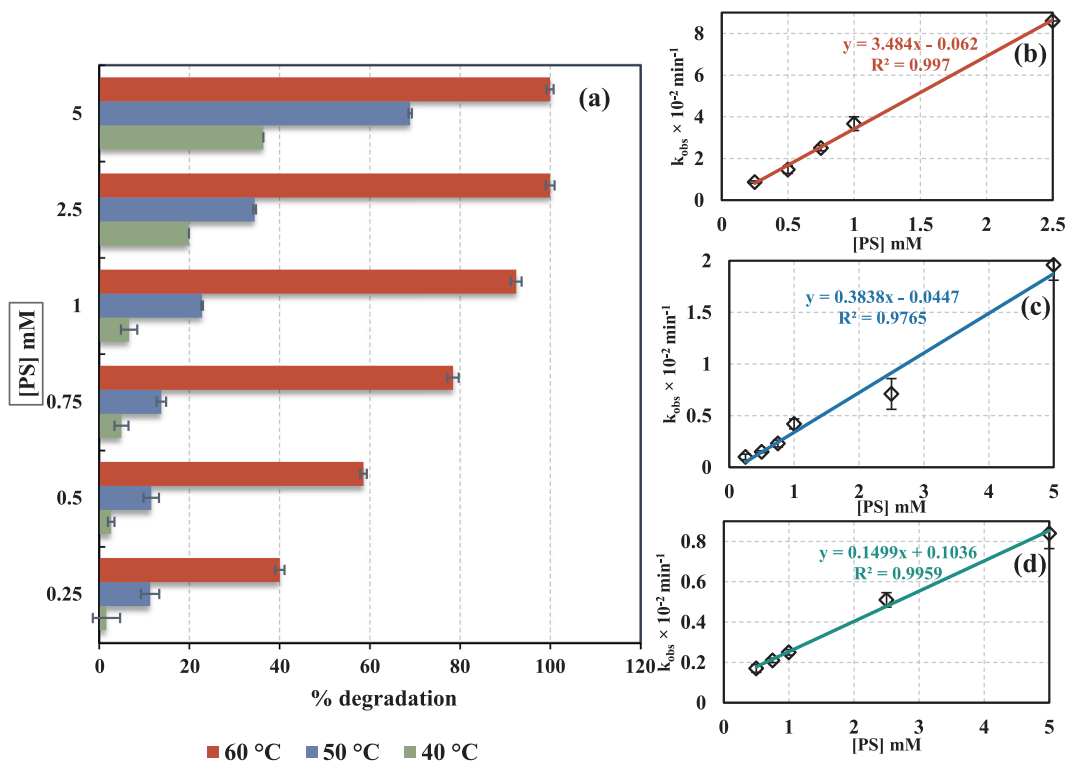 (a)
[PS] mM
5
2.5
1
0.75
0.5
0.25
0 20 40 60 80 100 120
% degradation
60 °C 50 °C 40 °C
(b)
y = 3.484x - 0.062
R² = 0.997
k_obs × 10⁻² min⁻¹
8
6
4
2
0
0 0.5 1 1.5 2 2.5
[PS] mM
(c)
y = 0.3838x - 0.0447
R² = 0.9765
k_obs × 10⁻² min⁻¹
2
1.5
1
0.5
0
0 1 2 3 4 5
[PS] mM
(d)
y = 0.1499x + 0.1036
R² = 0.9959
k_obs × 10⁻² min⁻¹
0.8
0.6
0.4
0.2
0
0 1 2 3 4 5
[PS] mM